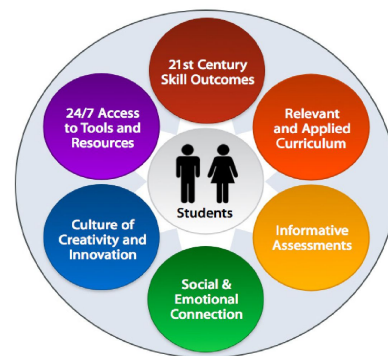 21st Century
Skill Outcomes
Relevant
and Applied
Curriculum
Informative
Assessments
Social &
Emotional
Connection
Culture of
Creativity and
Innovation
24/7 Access
to Tools and
Resources
Students